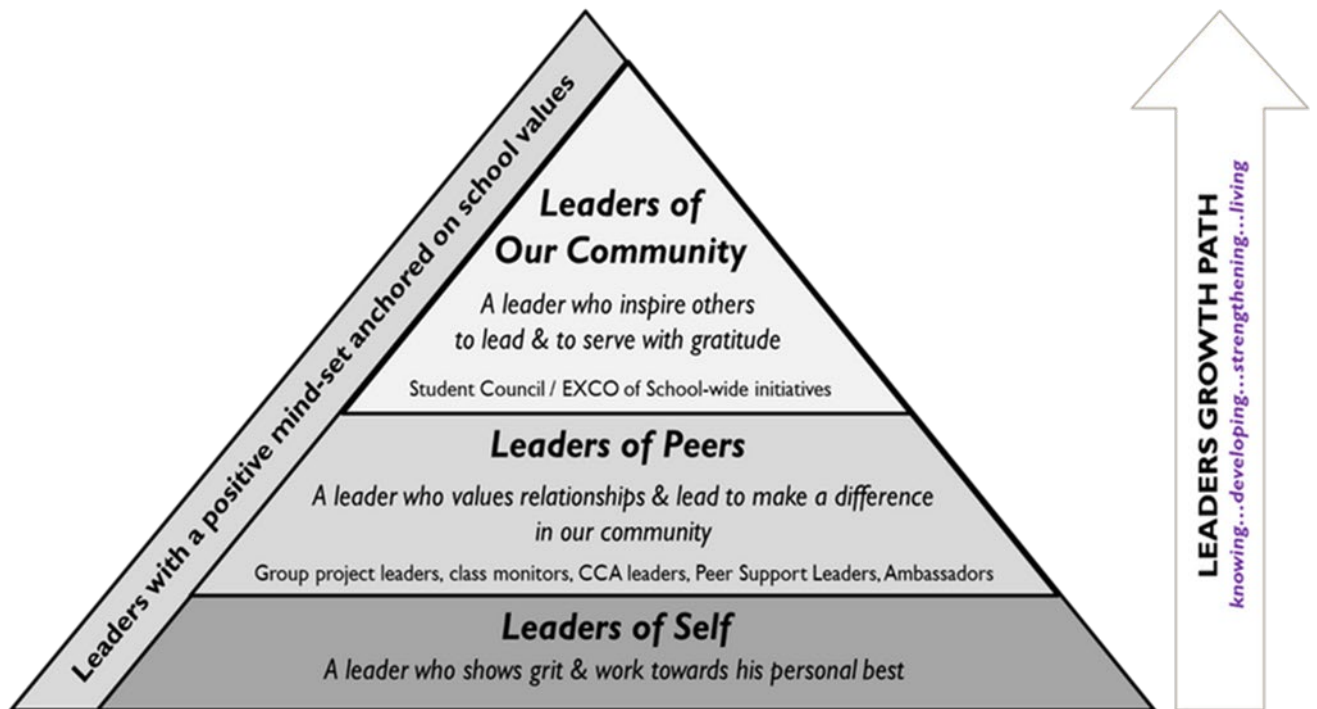 Leaders with a positive mind-set anchored on school values
Leaders of
Our Community
A leader who inspire others
to lead & to serve with gratitude
Student Council / EXCO of School-wide initiatives
Leaders of Peers
A leader who values relationships & lead to make a difference
in our community
Group project leaders, class monitors, CCA leaders, Peer Support Leaders, Ambassadors
Leaders of Self
A leader who shows grit & work towards his personal best
LEADERS GROWTH PATH
knowing...developing...strengthening...living